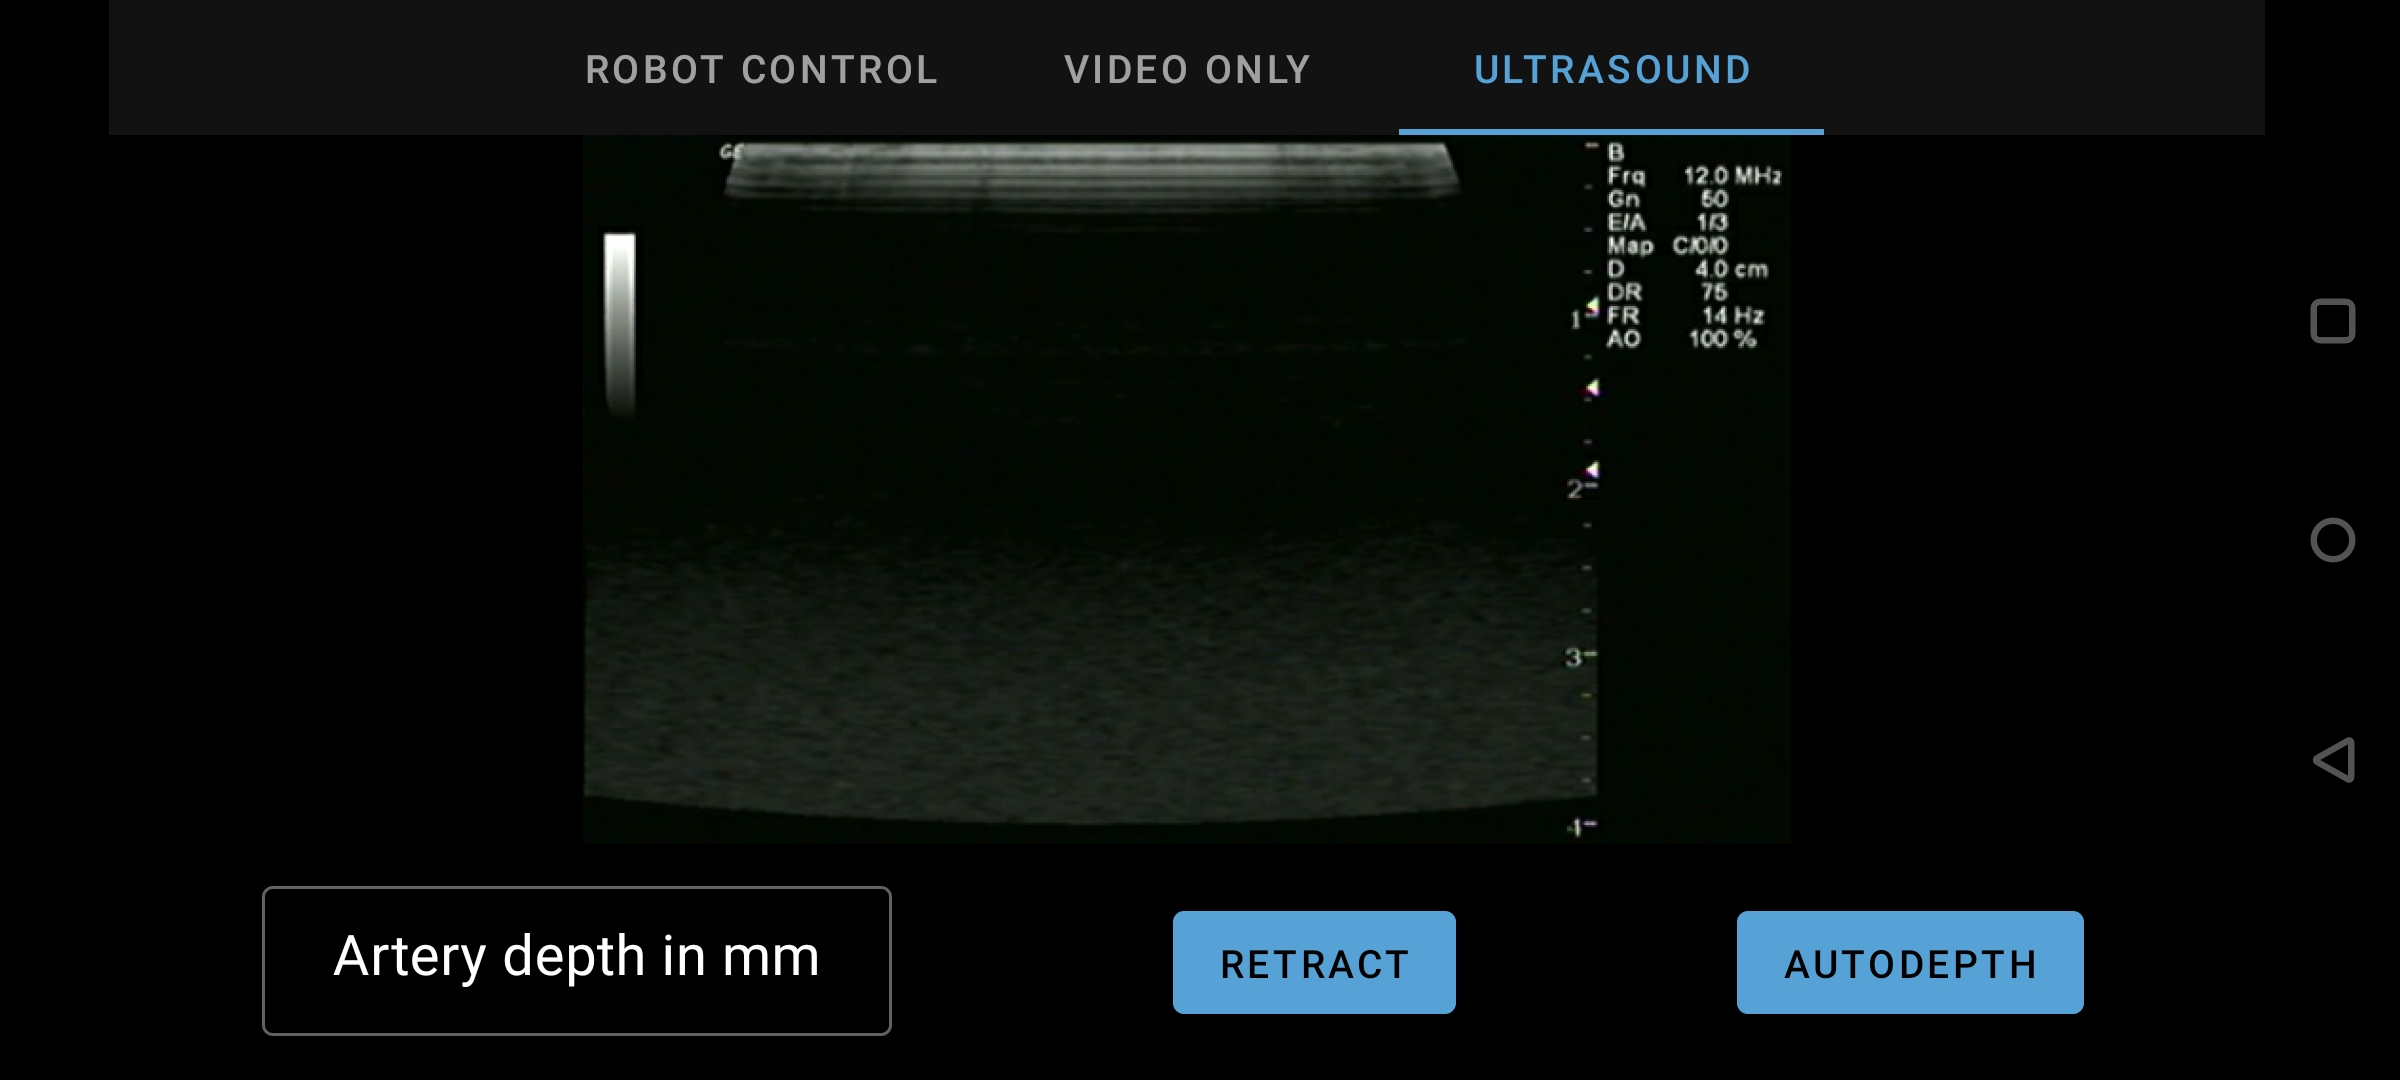 ROBOT CONTROL VIDEO ONLY ULTRASOUND
GE
B
Frq 12.0 MHz
Gn 50
E/A 1/3
Map C/0/0
D 4.0 cm
DR 75
FR 14 Hz
AO 100 %
1
2
3
4
Artery depth in mm
RETRACT
AUTODEPTH